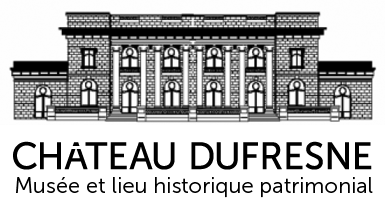 CHÂTEAU DUFRESNE
Musée et lieu historique patrimonial